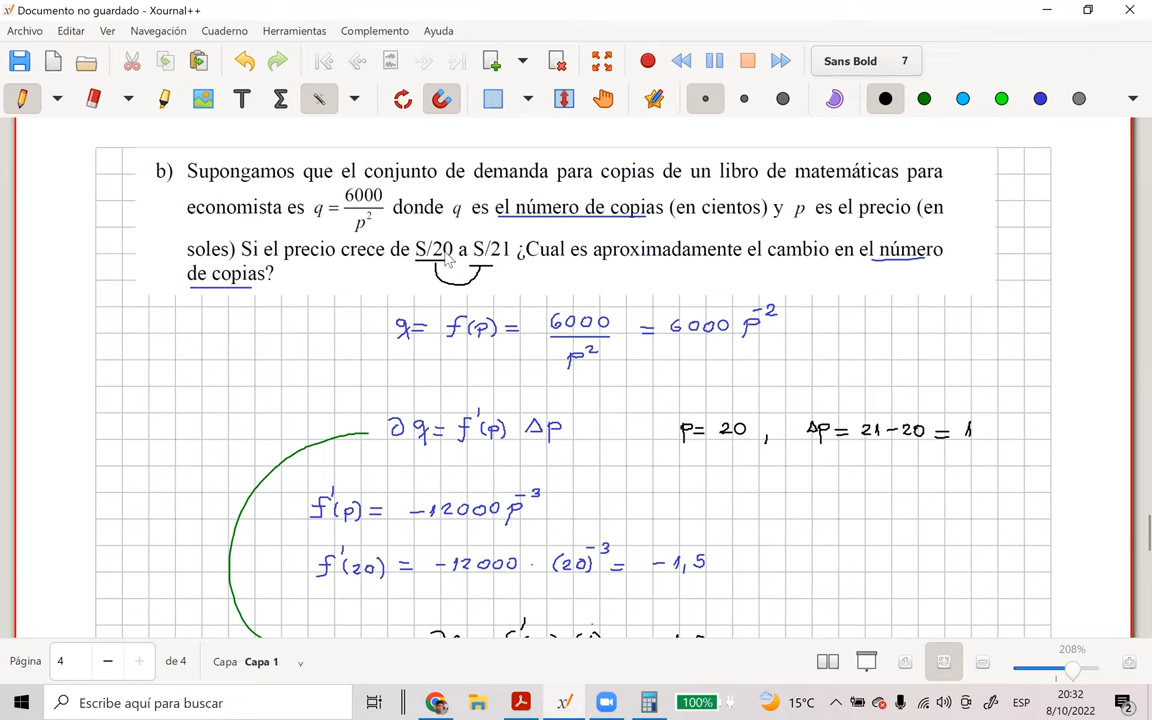 Documento no guardado - Xournal++
Archivo Editar Ver Navegación Cuaderno Herramientas Complemento Ayuda
Sans Bold 7
b) Supongamos que el conjunto de demanda para copias de un libro de matemáticas para
economista es q = 6000/p² donde q es el número de copias (en cientos) y p es el precio (en
soles) Si el precio crece de S/20 a S/21 ¿Cual es aproximadamente el cambio en el número
de copias?
q = f(p) = 6000/p² = 6000 p⁻²
∂q = f'(p) Δp p = 20 , Δp = 21-20 = 1
f'(p) = -12000 p⁻³
f'(20) = -12000 · (20)⁻³ = -1,5
Página 4 de 4 Capa Capa 1 208%
Escribe aquí para buscar 100% 15°C ESP 20:32
8/10/2022 2